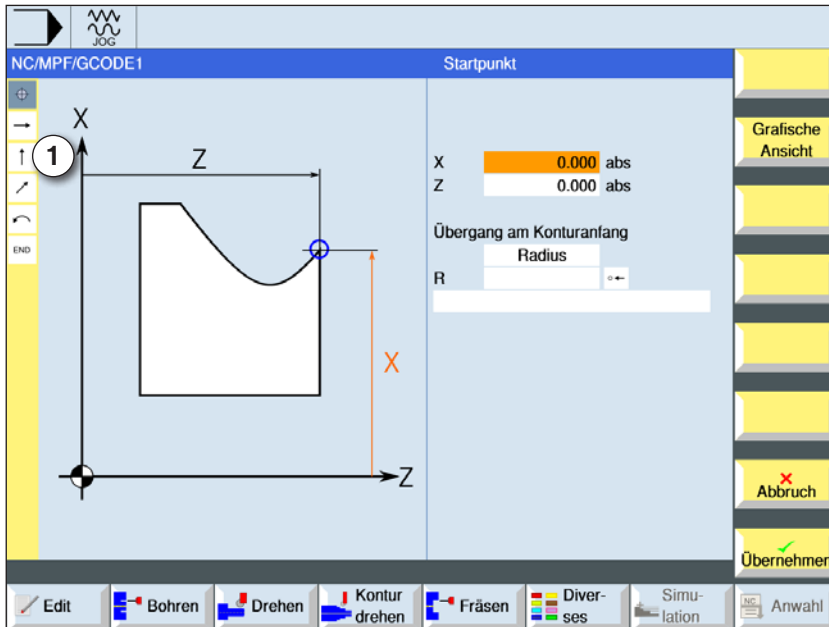 JOG
NC/MPF/GCODE1
Startpunkt
X
Z
1
X
Z
END
X 0.000 abs
Z 0.000 abs
Übergang am Konturanfang
Radius
R
Grafische
Ansicht
Abbruch
Übernehmen
Edit
Bohren
Drehen
Kontur
drehen
Fräsen
Diver-
ses
Simu-
lation
NC
Anwahl